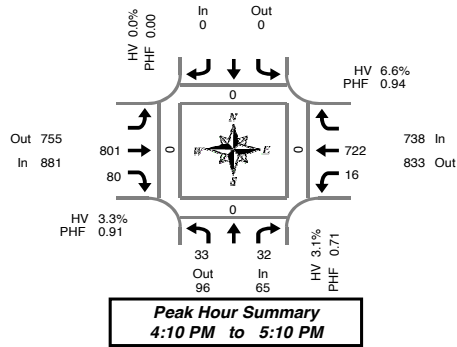 In Out
0 0
HV 0.0%
PHF 0.00
HV 6.6%
PHF 0.94
0
N
W E
S
0
0
0
Out 755
In 881
801
80
722
16
738 In
833 Out
HV 3.3%
PHF 0.91
33 32
Out In
96 65
HV 3.1%
PHF 0.71
Peak Hour Summary
4:10 PM to 5:10 PM